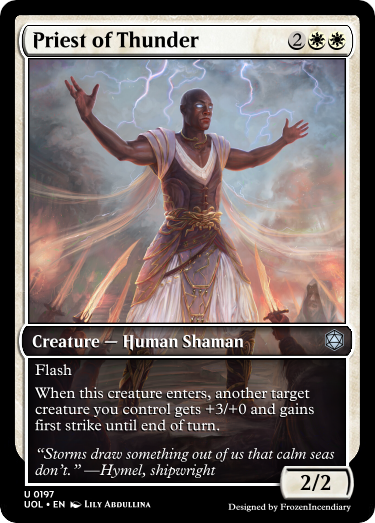 Priest of Thunder 2
Creature — Human Shaman
Flash
When this creature enters, another target
creature you control gets +3/+0 and gains
first strike until end of turn.
“Storms draw something out of us that calm seas
don’t.” —Hymel, shipwright
2/2
U 0197
UOL • EN Lily Abdullina
Designed by FrozenIncendiary